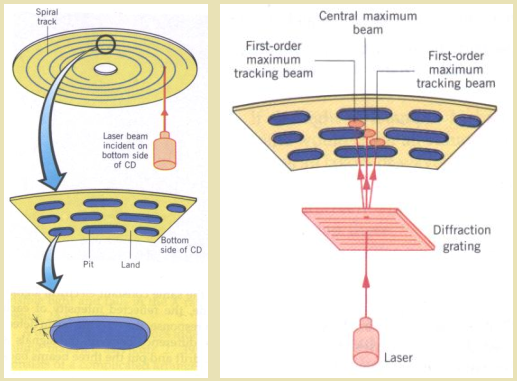 Spiral
track
Laser beam
incident on
bottom side
of CD
Bottom
side of CD
Pit
Land
t
Central maximum
beam
First-order
maximum
tracking beam
First-order
maximum
tracking beam
Diffraction
grating
Laser